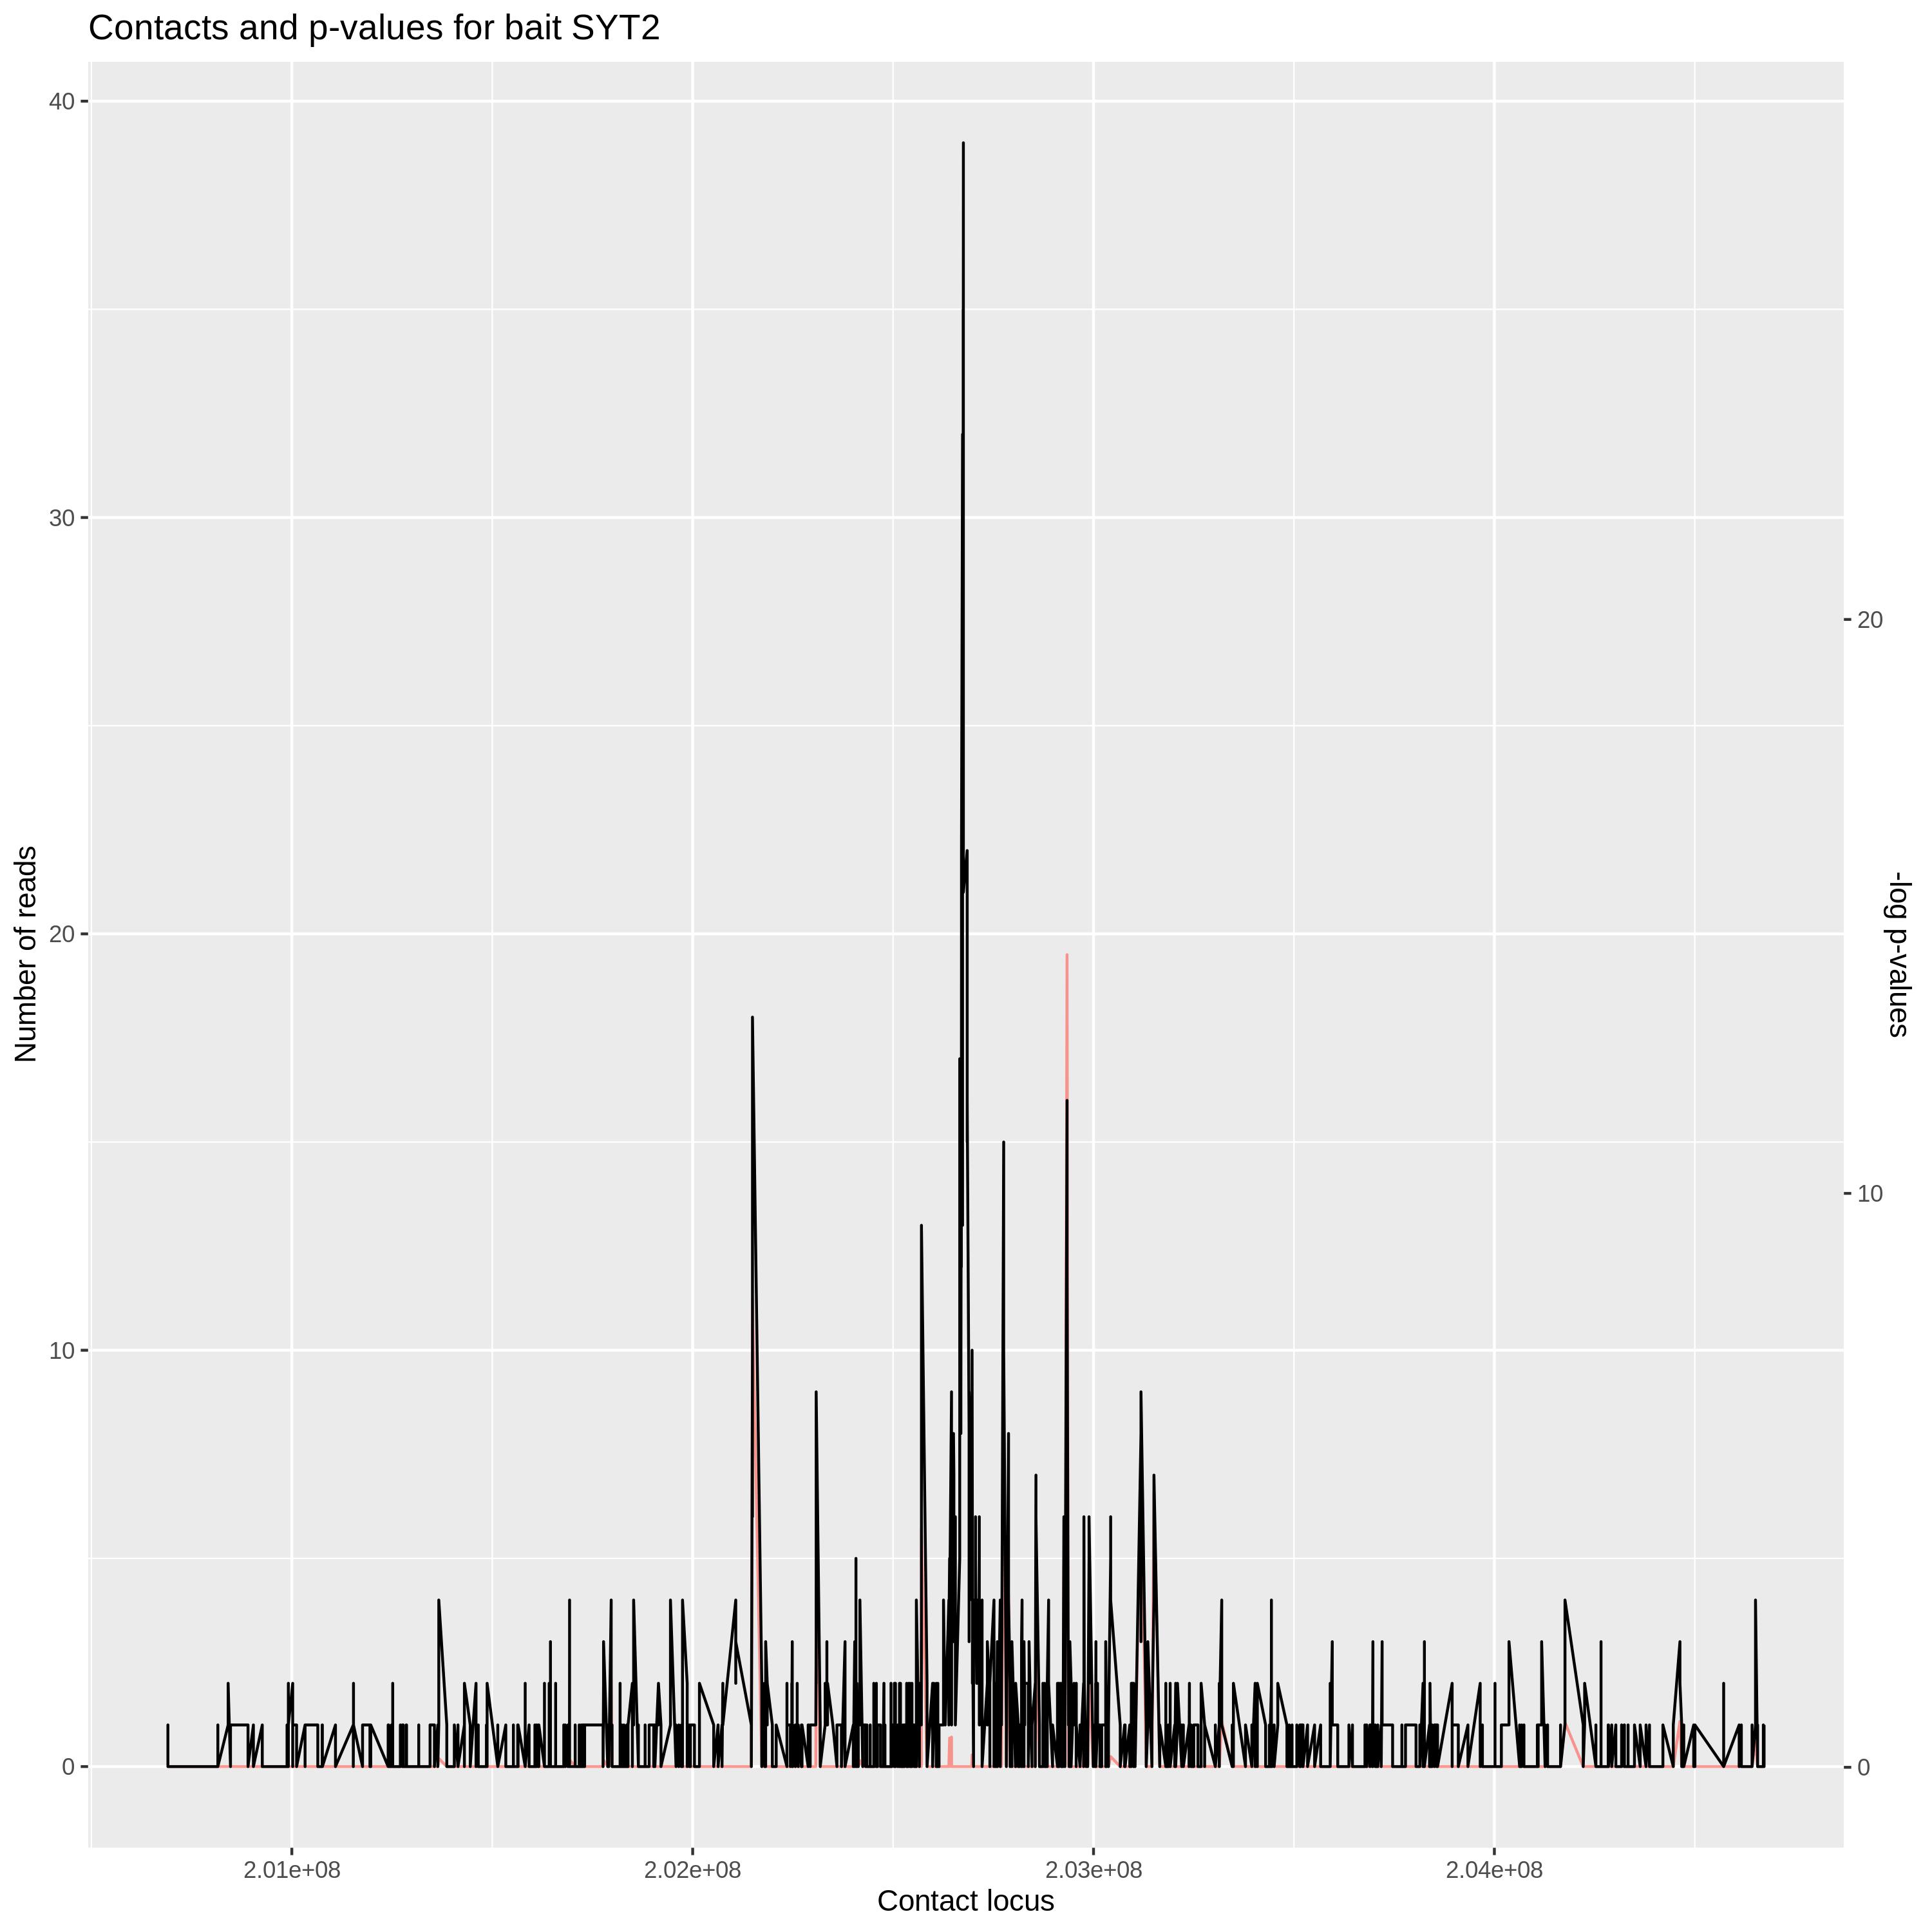 Contacts and p-values for bait SYT2
40
30
20
10
0
Number of reads
20
10
0
-log p-values
2.01e+08
2.02e+08
2.03e+08
2.04e+08
Contact locus